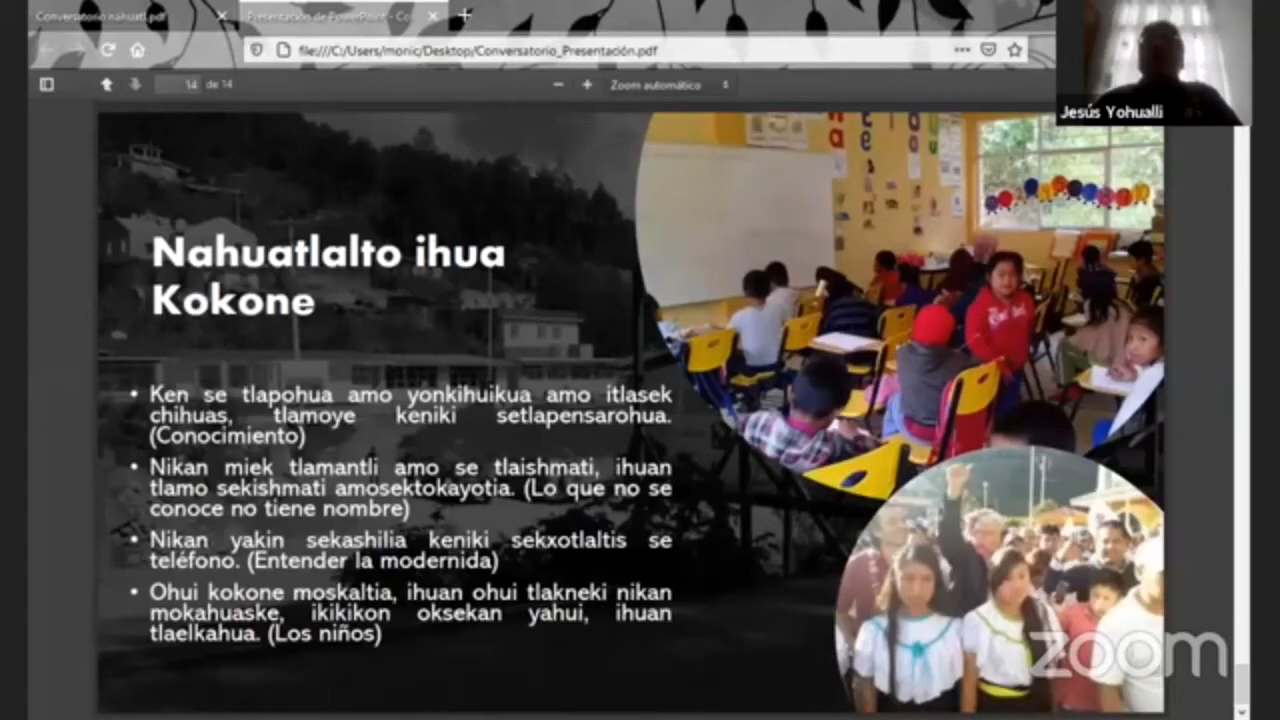 Conversatorio nahuatl.pdf
Presentación de PowerPoint - Co
file:///C:/Users/monic/Desktop/Conversatorio_Presentación.pdf
14 de 14
Zoom automático
Jesús Yohualli
Nahuatlalto ihua
Kokone
• Ken se tlapohua amo yonkihuikua amo itlasek
chihuas, tlamoye keniki setlapensarohua.
(Conocimiento)
• Nikan miek tlamantli amo se tlaishmati, ihuan
tlamo sekishmati amosektokayotia. (Lo que no se
conoce no tiene nombre)
• Nikan yakin sekashilia keniki sekxotlaltis se
teléfono. (Entender la modernida)
• Ohui kokone moskaltia, ihuan ohui tlakneki nikan
mokahuaske, ikikikon oksekan yahui, ihuan
tlaelkahua. (Los niños)
zoom